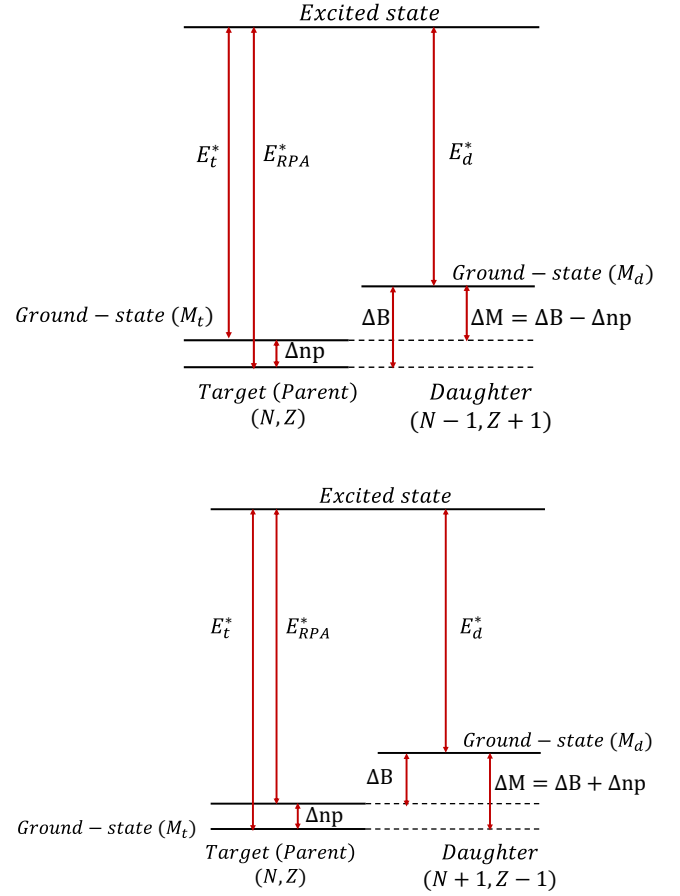 Excited state
E*t E*RPA E*d
Ground − state (Md)
Ground − state (Mt) ΔB ΔM = ΔB − Δnp
Δnp
Target (Parent) Daughter
(N, Z) (N − 1, Z + 1)
Excited state
E*t E*RPA E*d
Ground − state (Md)
ΔB ΔM = ΔB + Δnp
Δnp
Ground − state (Mt)
Target (Parent) Daughter
(N, Z) (N + 1, Z − 1)